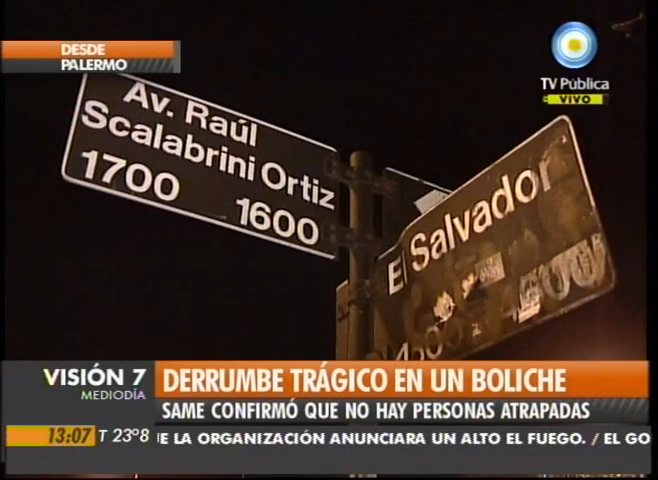 DESDE
PALERMO
TV Pública
VIVO
Av. Raúl
Scalabrini Ortiz
1700 1600
El Salvador
VISIÓN 7
MEDIODÍA
DERRUMBE TRÁGICO EN UN BOLICHE
SAME CONFIRMÓ QUE NO HAY PERSONAS ATRAPADAS
13:07 T 23º8 E LA ORGANIZACIÓN ANUNCIARA UN ALTO EL FUEGO. / EL GO